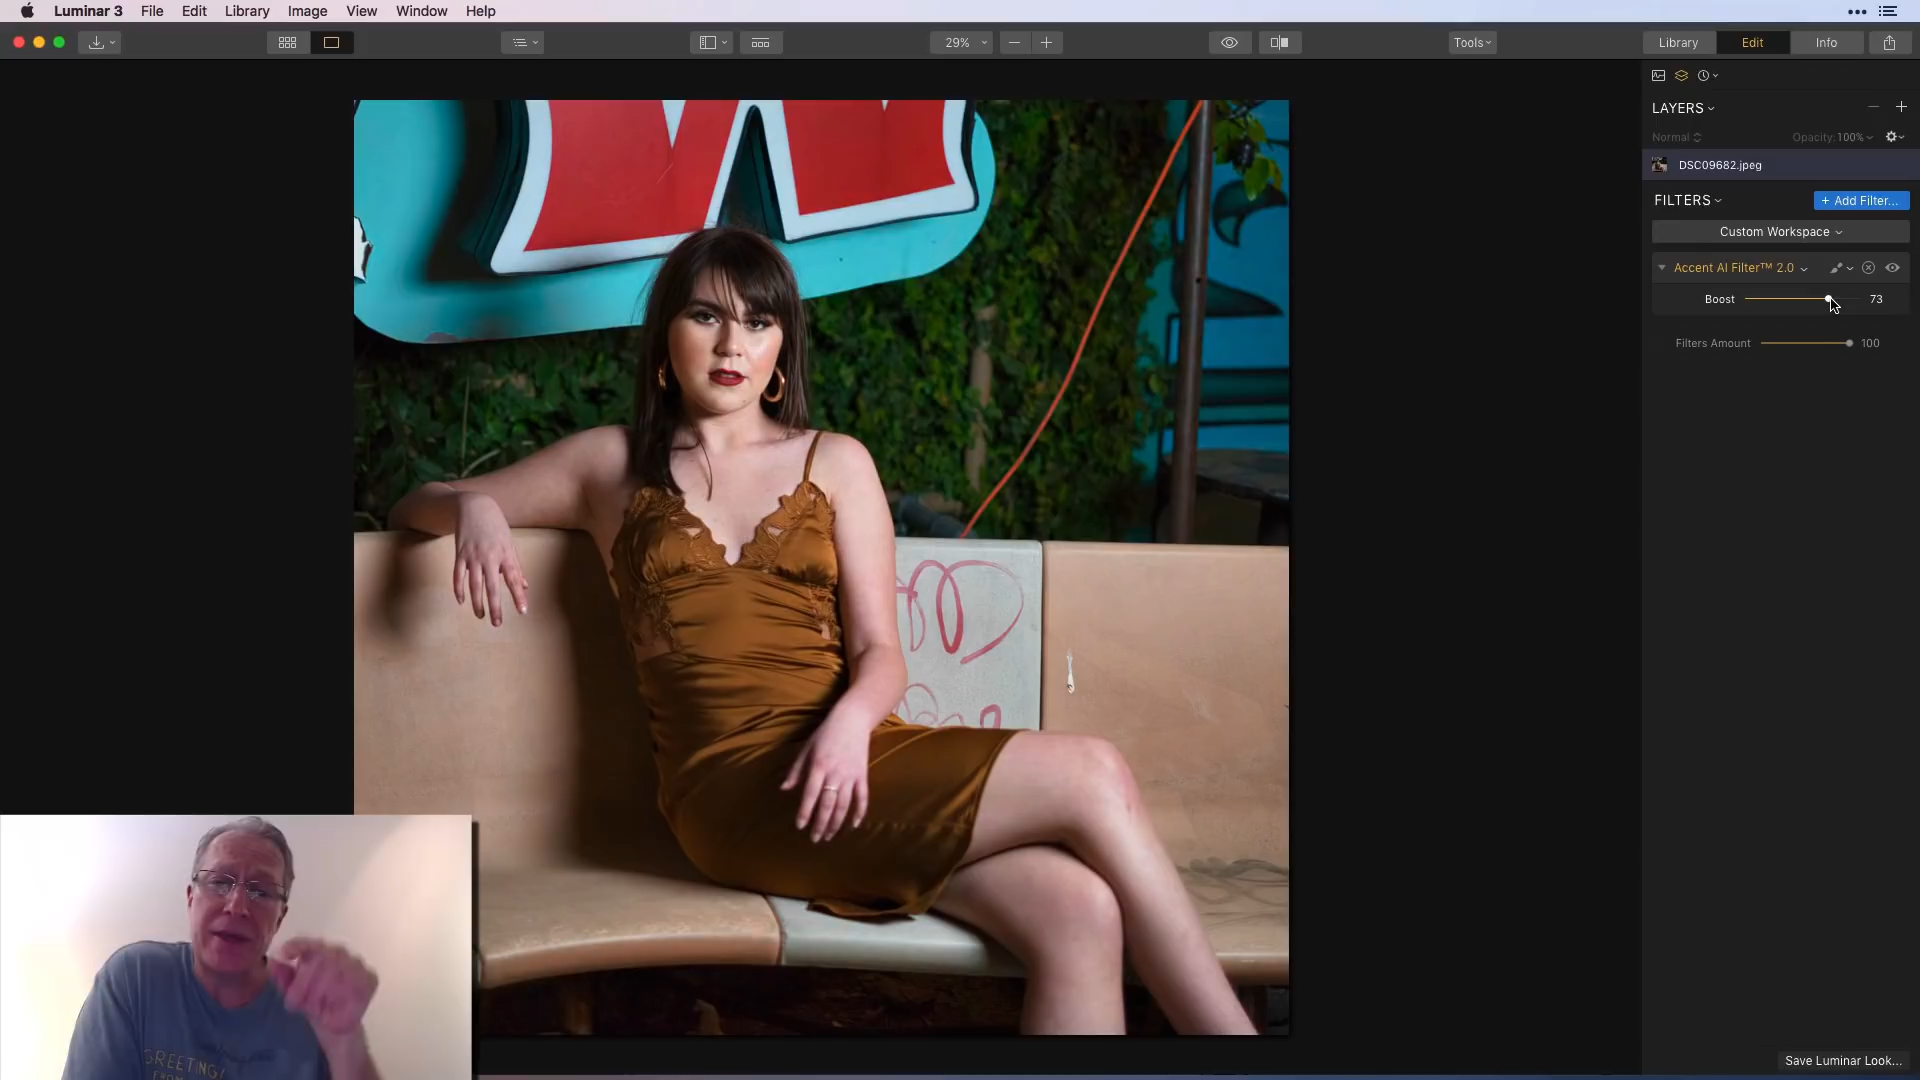 Luminar 3 File Edit Library Image View Window Help
29% Tools Library Edit Info
LAYERS
Normal Opacity: 100%
DSC09682.jpeg
FILTERS + Add Filter...
Custom Workspace
Accent AI Filter™ 2.0
Boost 73
Filters Amount 100
GREETING!
FROM
Save Luminar Look...